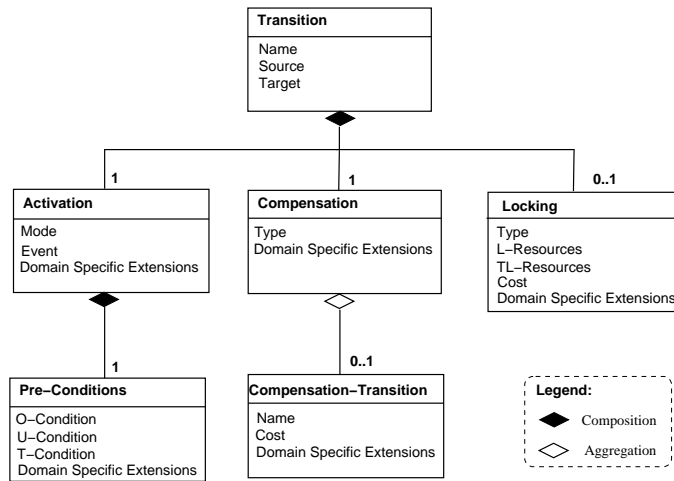 Transition
Name
Source
Target
1
1
0..1
Activation
Mode
Event
Domain Specific Extensions
Compensation
Type
Domain Specific Extensions
Locking
Type
L–Resources
TL–Resources
Cost
Domain Specific Extensions
1
0..1
Pre–Conditions
O–Condition
U–Condition
T–Condition
Domain Specific Extensions
Compensation–Transition
Name
Cost
Domain Specific Extensions
Legend:
Composition
Aggregation